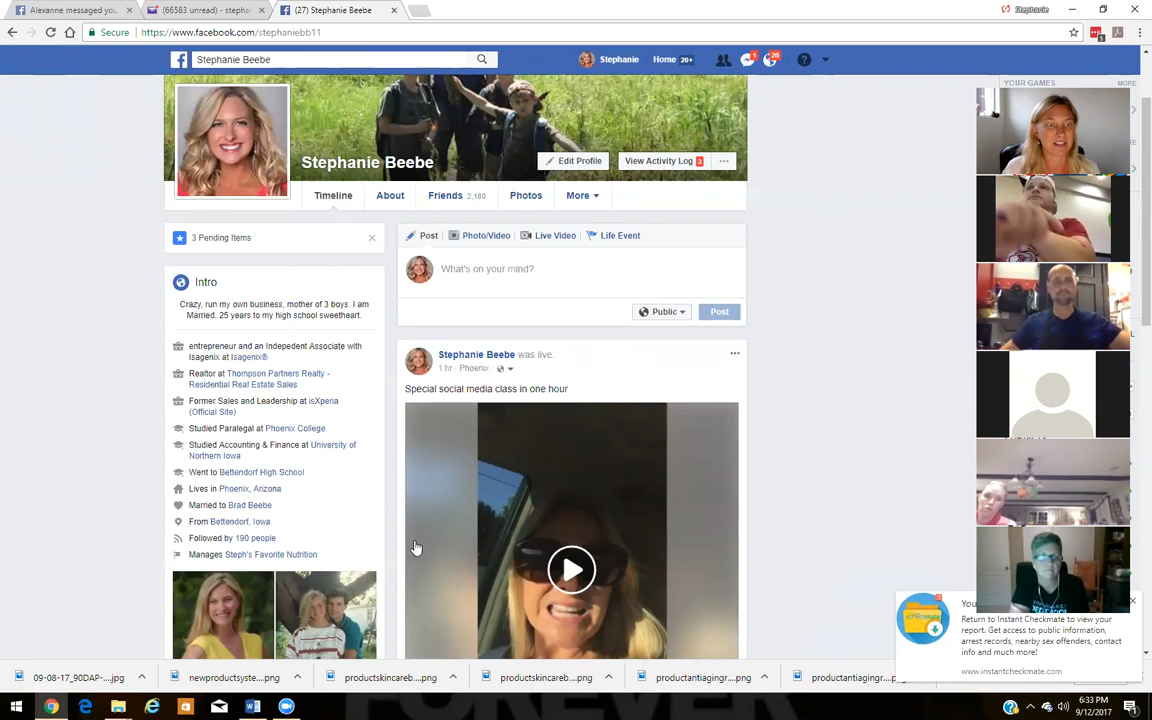 Alexanne messaged yo
(66583 unread) - stephan
(27) Stephanie Beebe
Stephanie
Secure
https://www.facebook.com/stephaniebb11
Stephanie Beebe
Stephanie
Home 20+
1
20
YOUR GAMES
MORE
Stephanie Beebe
Edit Profile
View Activity Log 3
Timeline
About
Friends 2,180
Photos
More
3 Pending Items
Post
Photo/Video
Live Video
Life Event
What's on your mind?
Public
Post
Intro
Crazy, run my own business, mother of 3 boys. I am
Married, 25 years to my high school sweetheart.
entrepreneur and an Indepedent Associate with
Isagenix at Isagenix®
Realtor at Thompson Partners Realty -
Residential Real Estate Sales
Former Sales and Leadership at isXperia
(Official Site)
Studied Paralegal at Phoenix College
Studied Accounting & Finance at University of
Northern Iowa
Went to Bettendorf High School
Lives in Phoenix, Arizona
Married to Brad Beebe
From Bettendorf, Iowa
Followed by 190 people
Manages Steph's Favorite Nutrition
Stephanie Beebe was live.
1 hr · Phoenix ·
Special social media class in one hour
You
Return to Instant Checkmate to view your
report. Get access to public information,
arrest records, nearby sex offenders, contact
info and much more!
www.instantcheckmate.com
09-08-17_90DAP-....jpg
newproductsyste....png
productskincareb....png
productskincareb....png
productantiagingr....png
productantiagingr....
FOREVER
6:33 PM
9/12/2017